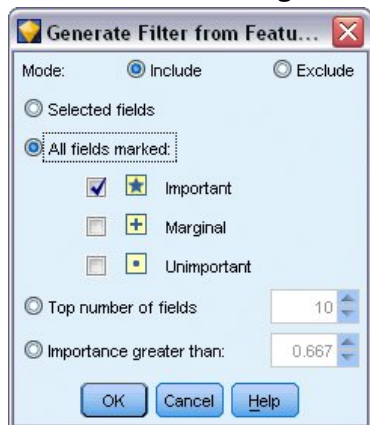 Generate Filter from Featu...
Mode: Include Exclude
Selected fields
All fields marked:
Important
Marginal
Unimportant
Top number of fields 10
Importance greater than: 0.667
OK Cancel Help